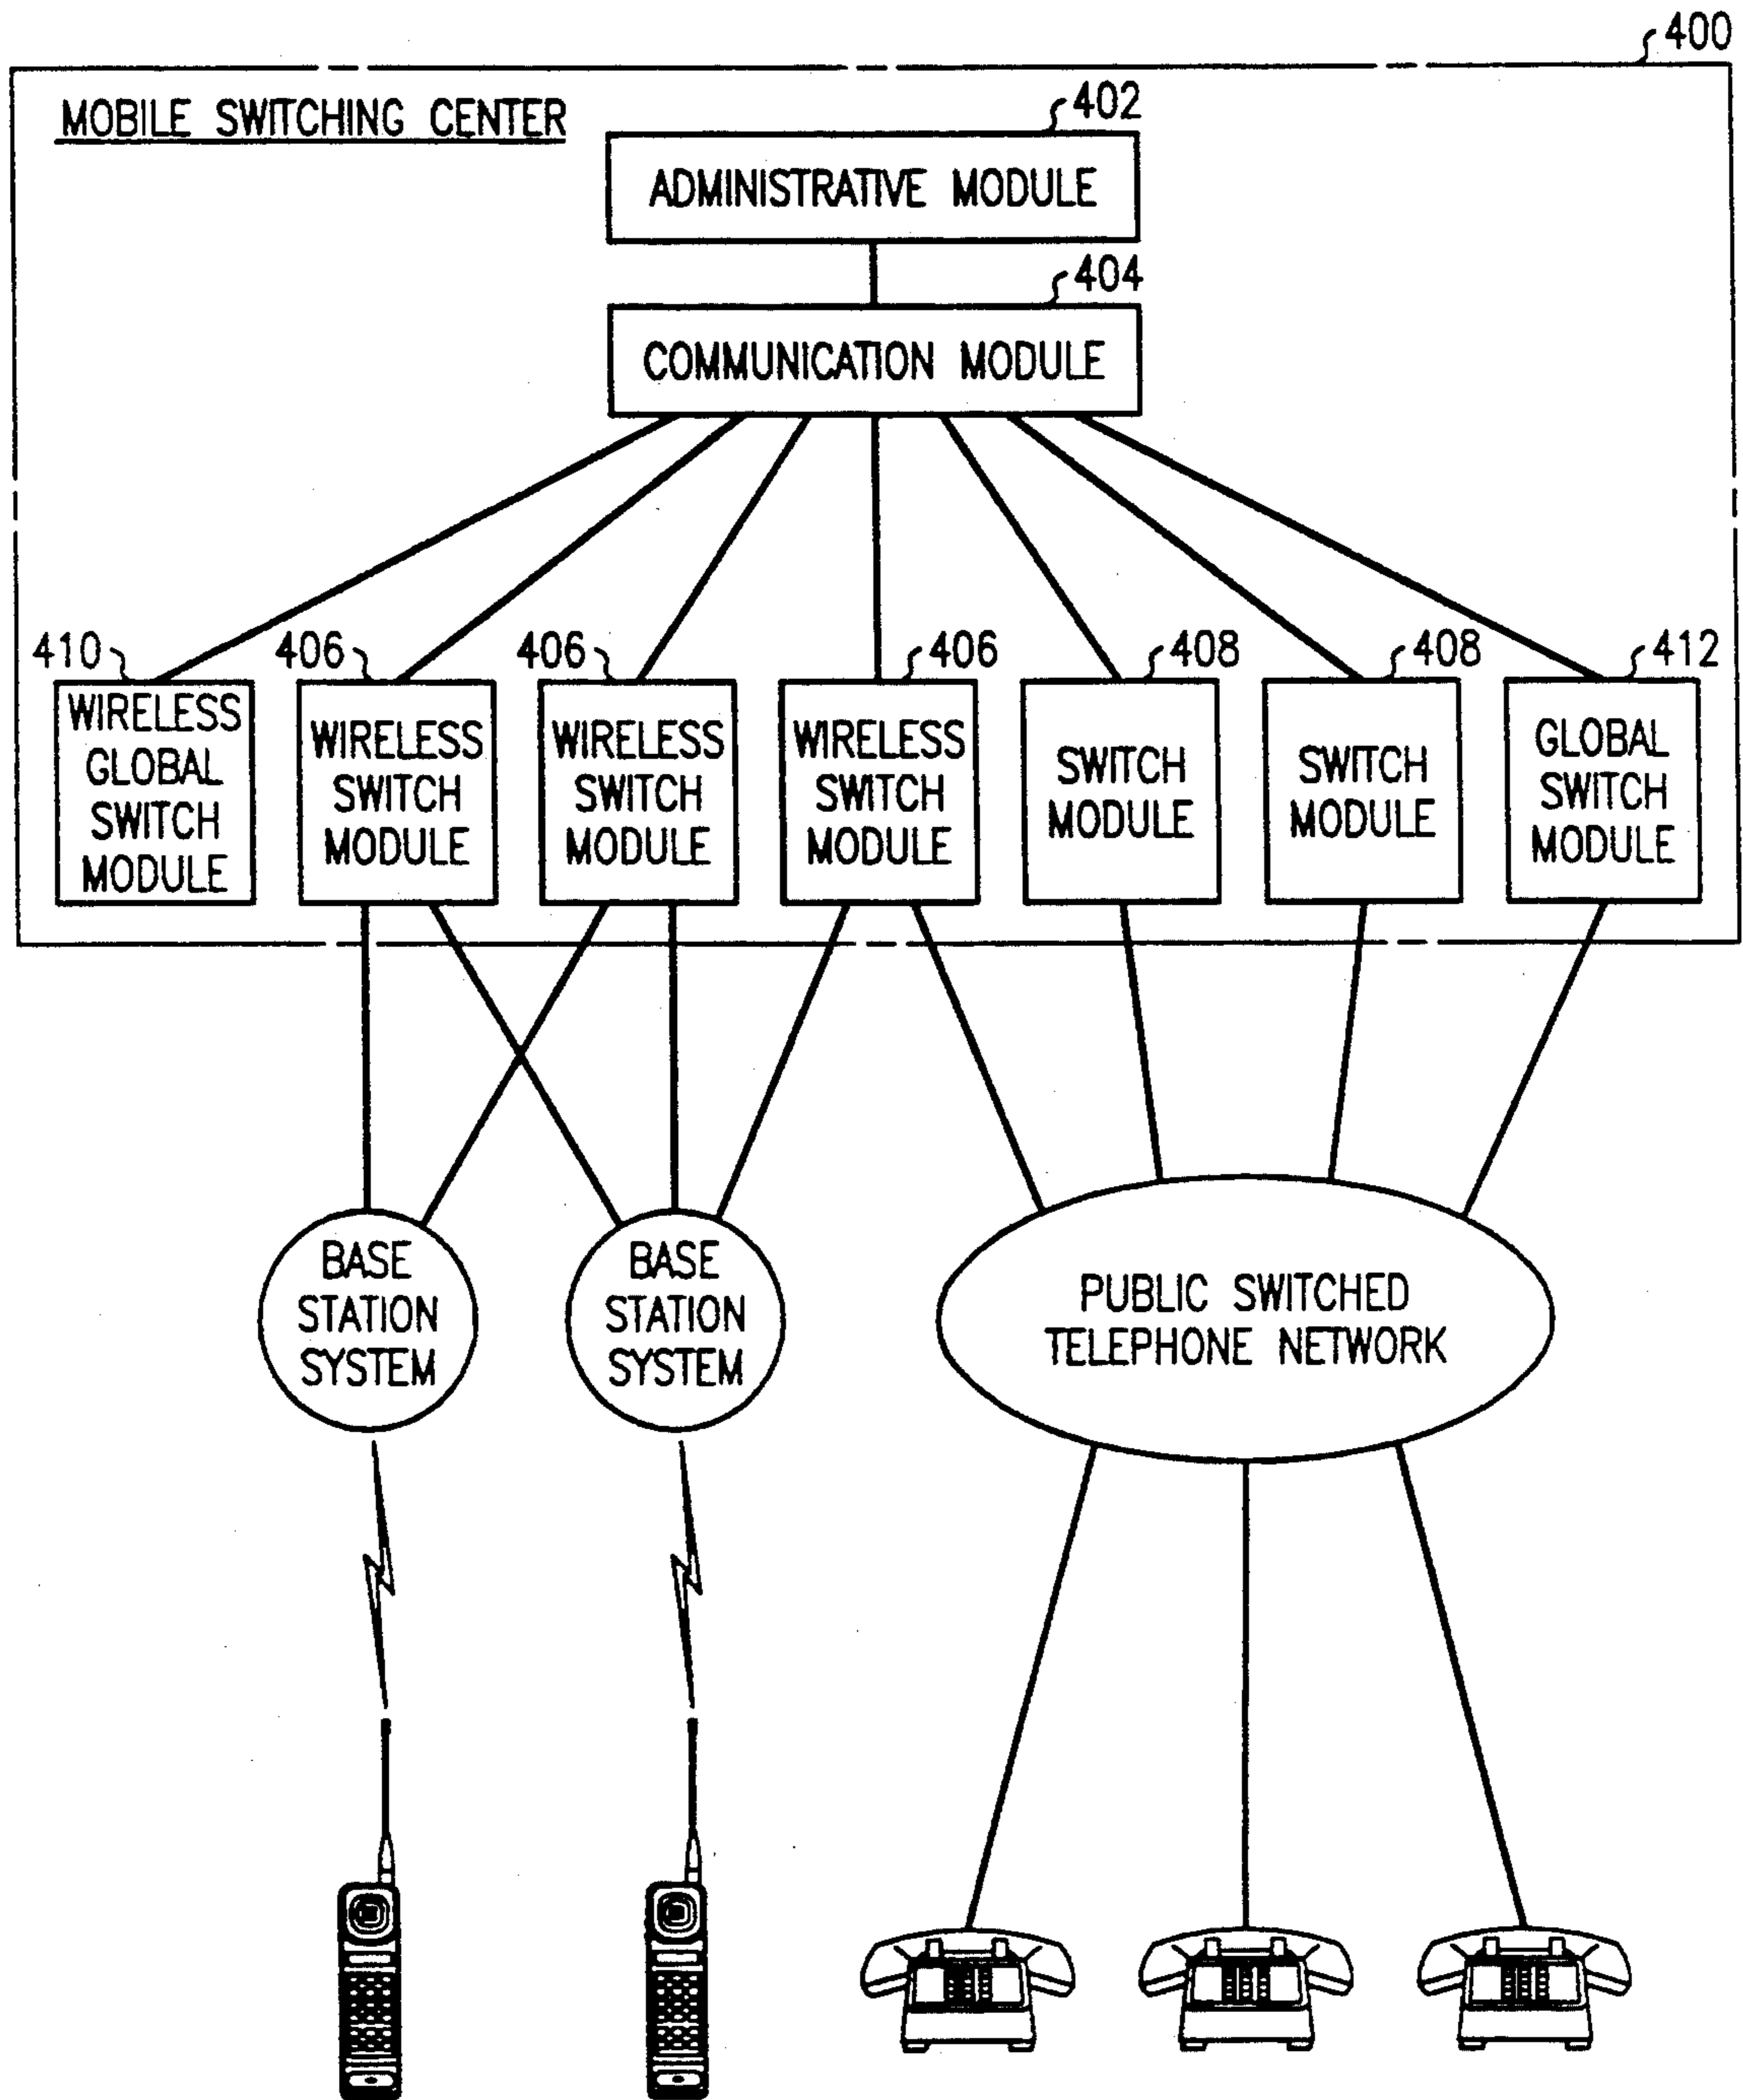 400
MOBILE SWITCHING CENTER
402
ADMINISTRATIVE MODULE
404
COMMUNICATION MODULE
410
WIRELESS
GLOBAL
SWITCH
MODULE
406
WIRELESS
SWITCH
MODULE
406
WIRELESS
SWITCH
MODULE
406
WIRELESS
SWITCH
MODULE
408
SWITCH
MODULE
408
SWITCH
MODULE
412
GLOBAL
SWITCH
MODULE
BASE
STATION
SYSTEM
BASE
STATION
SYSTEM
PUBLIC SWITCHED
TELEPHONE NETWORK